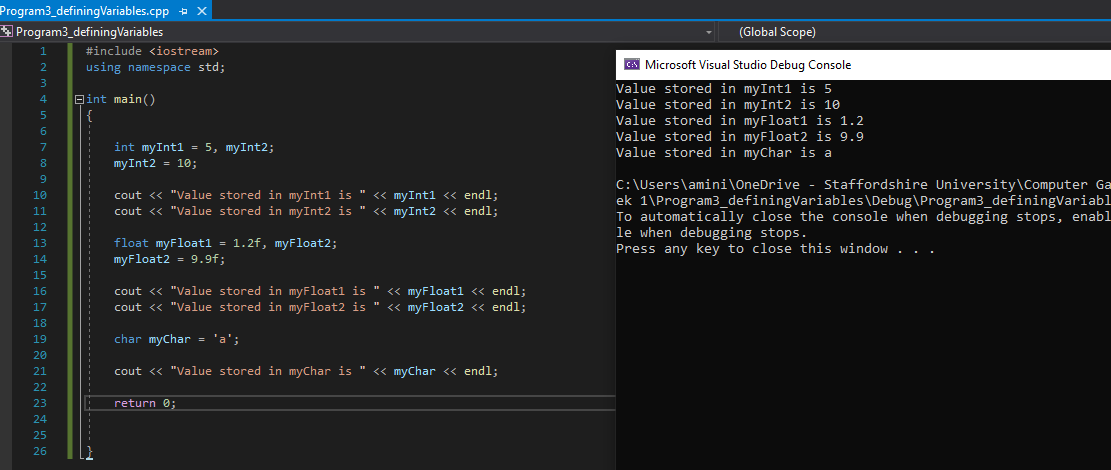 Program3_definingVariables.cpp
Program3_definingVariables
(Global Scope)
1 #include <iostream>
2 using namespace std;
3
4 int main()
5 {
6
7 int myInt1 = 5, myInt2;
8 myInt2 = 10;
9
10 cout << "Value stored in myInt1 is " << myInt1 << endl;
11 cout << "Value stored in myInt2 is " << myInt2 << endl;
12
13 float myFloat1 = 1.2f, myFloat2;
14 myFloat2 = 9.9f;
15
16 cout << "Value stored in myFloat1 is " << myFloat1 << endl;
17 cout << "Value stored in myFloat2 is " << myFloat2 << endl;
18
19 char myChar = 'a';
20
21 cout << "Value stored in myChar is " << myChar << endl;
22
23 return 0;
24
25
26 }
Microsoft Visual Studio Debug Console
Value stored in myInt1 is 5
Value stored in myInt2 is 10
Value stored in myFloat1 is 1.2
Value stored in myFloat2 is 9.9
Value stored in myChar is a
C:\Users\amini\OneDrive - Staffordshire University\Computer Ga
ek 1\Program3_definingVariables\Debug\Program3_definingVariabl
To automatically close the console when debugging stops, enabl
le when debugging stops.
Press any key to close this window . . .